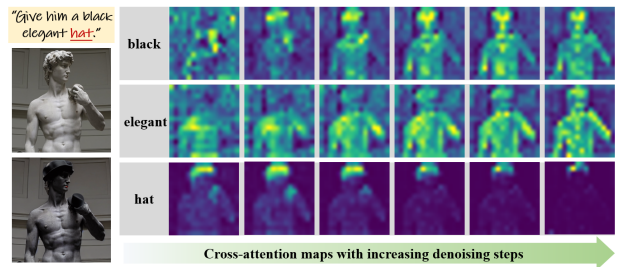 "Give him a black
elegant hat."
black
elegant
hat
Cross-attention maps with increasing denoising steps